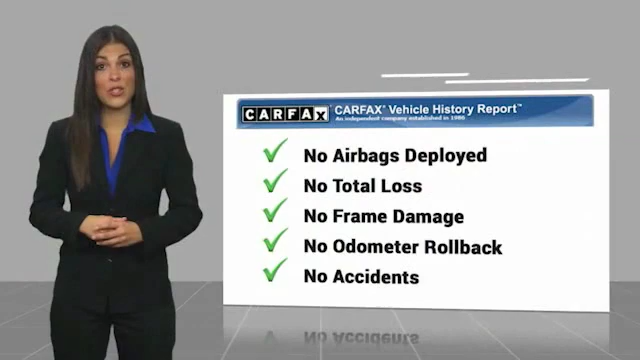 CARFAX CARFAX® Vehicle History Report™
An independent company established in 1986
No Airbags Deployed
No Total Loss
No Frame Damage
No Odometer Rollback
No Accidents